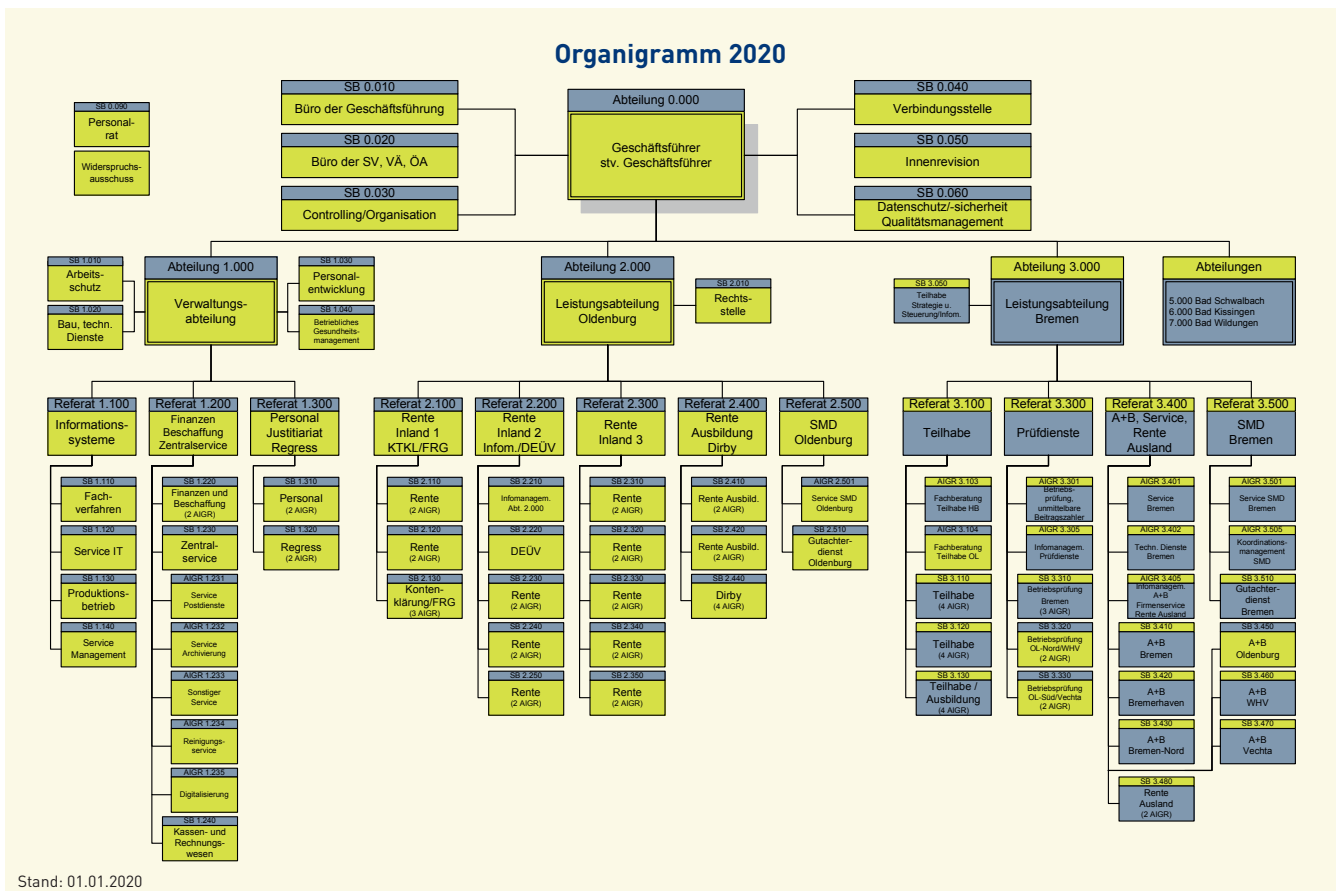 Organigramm 2020
SB 0.090
Personal-
rat
Widerspruchs-
ausschuss
SB 0.010
Büro der Geschäftsführung
SB 0.020
Büro der SV, VÄ, ÖA
SB 0.030
Controlling/Organisation
Abteilung 0.000
Geschäftsführer
stv. Geschäftsführer
SB 0.040
Verbindungsstelle
SB 0.050
Innenrevision
SB 0.060
Datenschutz/-sicherheit
Qualitätsmanagement
SB 1.010
Arbeits-
schutz
SB 1.020
Bau, techn.
Dienste
Abteilung 1.000
Verwaltungs-
abteilung
SB 1.030
Personal-
entwicklung
SB 1.040
Betriebliches
Gesundheits-
management
Abteilung 2.000
Leistungsabteilung
Oldenburg
SB 2.010
Rechts-
stelle
SB 3.050
Teilhabe
Strategie u.
Steuerung/Infom.
Abteilung 3.000
Leistungsabteilung
Bremen
Abteilungen
5.000 Bad Schwalbach
6.000 Bad Kissingen
7.000 Bad Wildungen
Referat 1.100
Informations-
systeme
SB 1.110
Fach-
verfahren
SB 1.120
Service IT
SB 1.130
Produktions-
betrieb
SB 1.140
Service
Management
Referat 1.200
Finanzen
Beschaffung
Zentralservice
SB 1.220
Finanzen und
Beschaffung
(2 AIGR)
SB 1.230
Zentral-
service
AIGR 1.231
Service
Postdienste
AIGR 1.232
Service
Archivierung
AIGR 1.233
Sonstiger
Service
AIGR 1.234
Reinigungs-
service
AIGR 1.235
Digitalisierung
SB 1.240
Kassen- und
Rechnungs-
wesen
Referat 1.300
Personal
Justitiariat
Regress
SB 1.310
Personal
(2 AIGR)
SB 1.320
Regress
(2 AIGR)
Referat 2.100
Rente
Inland 1
KTKL/FRG
SB 2.110
Rente
(2 AIGR)
SB 2.120
Rente
(2 AIGR)
SB 2.130
Konten-
klärung/FRG
(3 AIGR)
Referat 2.200
Rente
Inland 2
Infom./DEÜV
SB 2.210
Infomanagem.
Abt. 2.000
SB 2.220
DEÜV
SB 2.230
Rente
(2 AIGR)
SB 2.240
Rente
(2 AIGR)
SB 2.250
Rente
(2 AIGR)
Referat 2.300
Rente
Inland 3
SB 2.310
Rente
(2 AIGR)
SB 2.320
Rente
(2 AIGR)
SB 2.330
Rente
(2 AIGR)
SB 2.340
Rente
(2 AIGR)
SB 2.350
Rente
(2 AIGR)
Referat 2.400
Rente
Ausbildung
Dirby
SB 2.410
Rente Ausbild.
(2 AIGR)
SB 2.420
Rente Ausbild.
(2 AIGR)
SB 2.440
Dirby
(4 AIGR)
Referat 2.500
SMD
Oldenburg
AIGR 2.501
Service SMD
Oldenburg
SB 2.510
Gutachter
dienst
Oldenburg
Referat 3.100
Teilhabe
AIGR 3.103
Fachberatung
Teilhabe HB
AIGR 3.104
Fachberatung
Teilhabe OL
SB 3.110
Teilhabe
(4 AIGR)
SB 3.120
Teilhabe
(4 AIGR)
SB 3.130
Teilhabe /
Ausbildung
(4 AIGR)
Referat 3.300
Prüfdienste
AIGR 3.301
Betriebs-
prüfung,
unmittelbare
Beitragszahler
AIGR 3.305
Infomanagem.
Prüfdienste
SB 3.310
Betriebsprüfung
Bremen
(3 AIGR)
SB 3.320
Betriebsprüfung
OL-Nord/WHV
(2 AIGR)
SB 3.330
Betriebsprüfung
OL-Süd/Vechta
(2 AIGR)
Referat 3.400
A+B, Service,
Rente
Ausland
AIGR 3.401
Service
Bremen
AIGR 3.402
Techn. Dienste
Bremen
AIGR 3.405
Infomanagem.
A+B
Firmenservice
Rente Ausland
SB 3.410
A+B
Bremen
SB 3.420
A+B
Bremerhaven
SB 3.430
A+B
Bremen-Nord
SB 3.480
Rente
Ausland
(2 AIGR)
Referat 3.500
SMD
Bremen
AIGR 3.501
Service SMD
Bremen
AIGR 3.505
Koordinations-
management
SMD
SB 3.510
Gutachter-
dienst
Bremen
SB 3.450
A+B
Oldenburg
SB 3.460
A+B
WHV
SB 3.470
A+B
Vechta
Stand: 01.01.2020